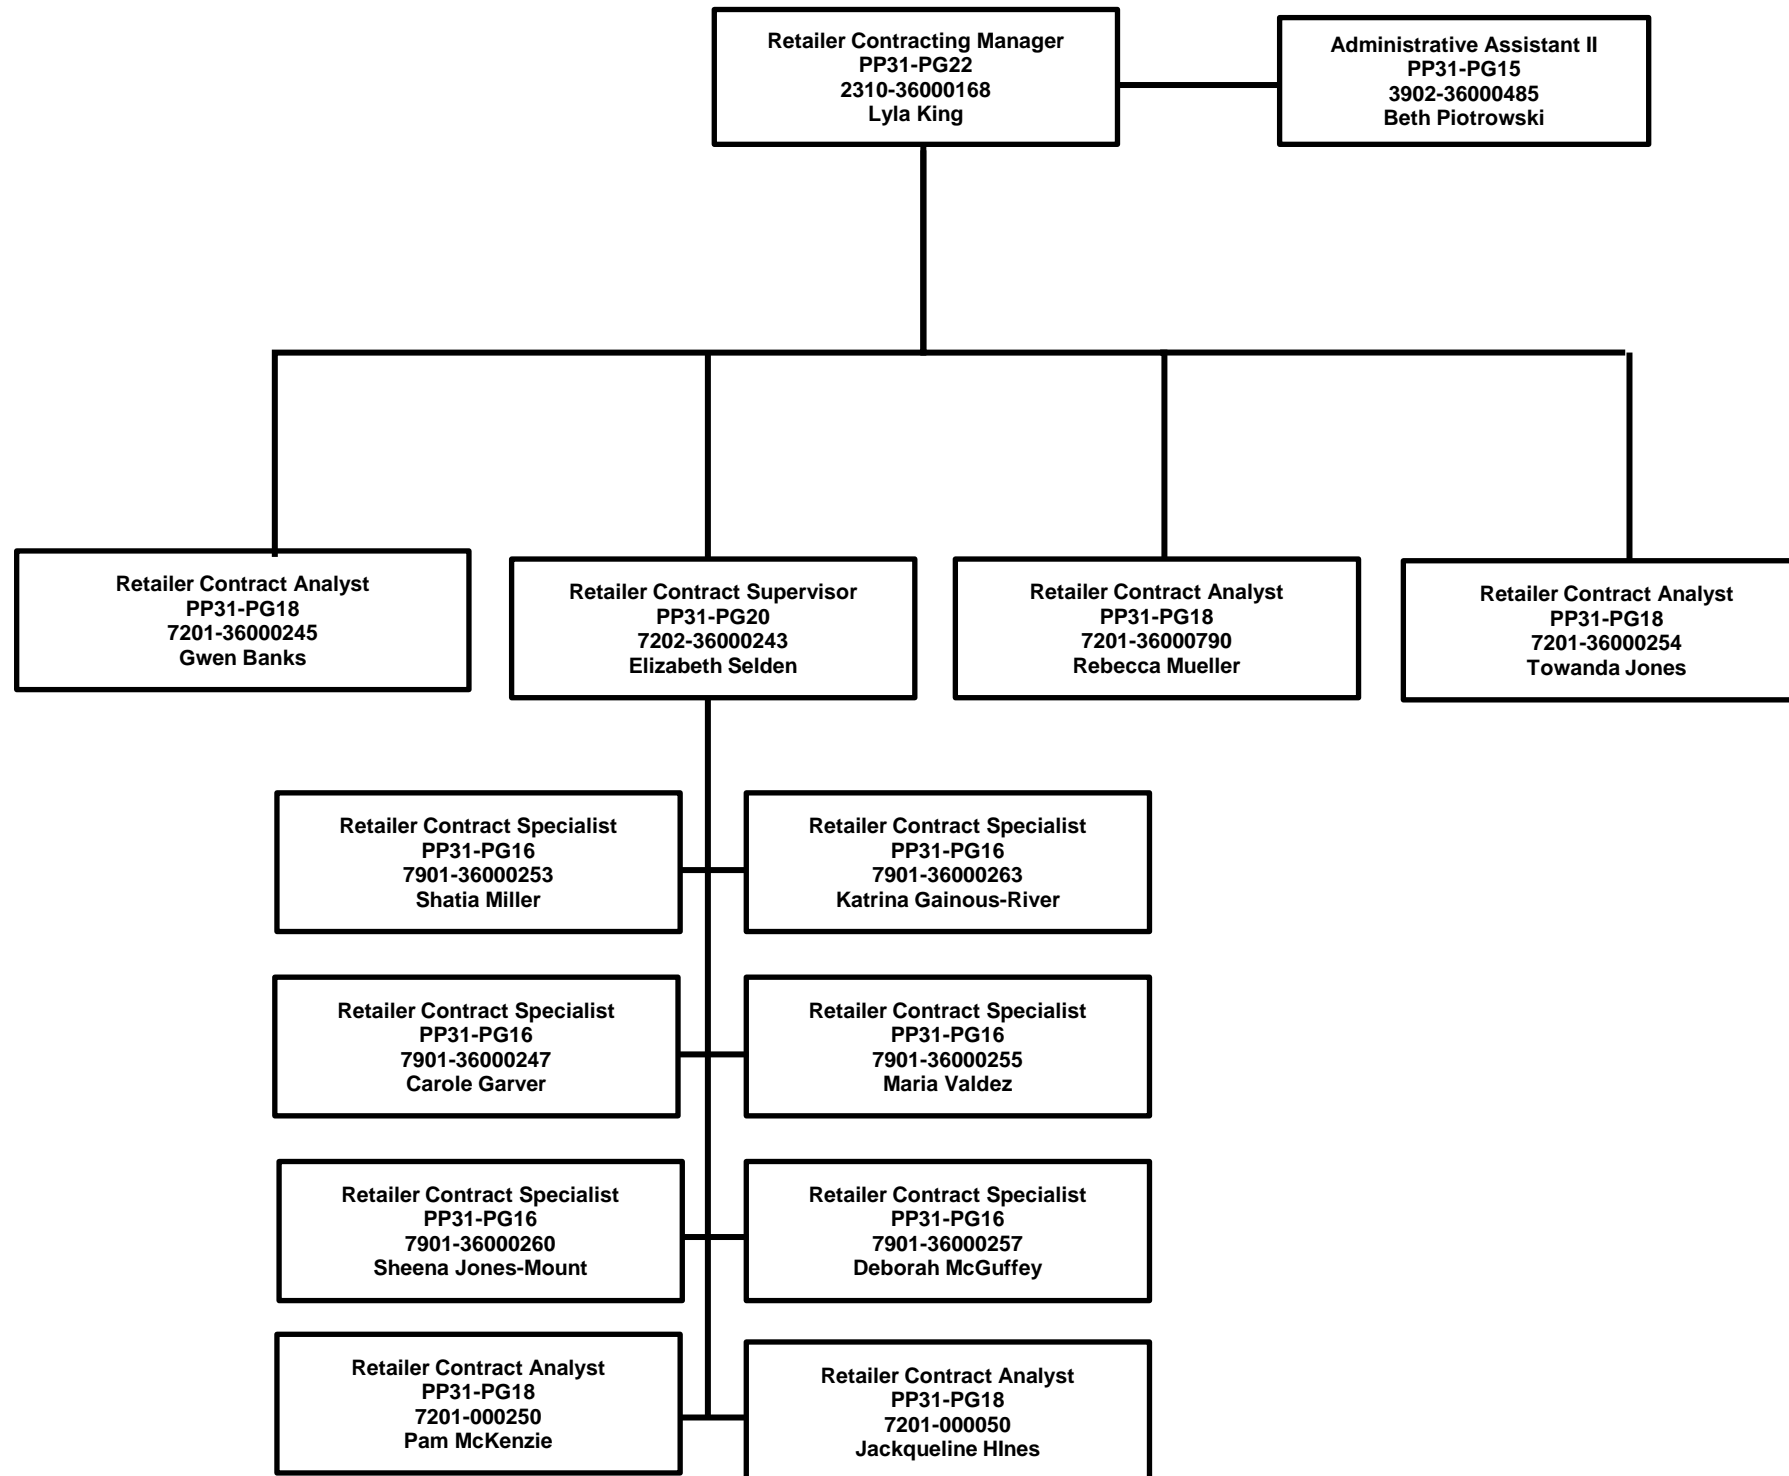 Retailer Contracting Manager
PP31-PG22
2310-36000168
Lyla King
Administrative Assistant II
PP31-PG15
3902-36000485
Beth Piotrowski
Retailer Contract Analyst
PP31-PG18
7201-36000245
Gwen Banks
Retailer Contract Supervisor
PP31-PG20
7202-36000243
Elizabeth Selden
Retailer Contract Analyst
PP31-PG18
7201-36000790
Rebecca Mueller
Retailer Contract Analyst
PP31-PG18
7201-36000254
Towanda Jones
Retailer Contract Specialist
PP31-PG16
7901-36000253
Shatia Miller
Retailer Contract Specialist
PP31-PG16
7901-36000263
Katrina Gainous-River
Retailer Contract Specialist
PP31-PG16
7901-36000247
Carole Garver
Retailer Contract Specialist
PP31-PG16
7901-36000255
Maria Valdez
Retailer Contract Specialist
PP31-PG16
7901-36000260
Sheena Jones-Mount
Retailer Contract Specialist
PP31-PG16
7901-36000257
Deborah McGuffey
Retailer Contract Analyst
PP31-PG18
7201-000250
Pam McKenzie
Retailer Contract Analyst
PP31-PG18
7201-000050
Jackqueline HInes